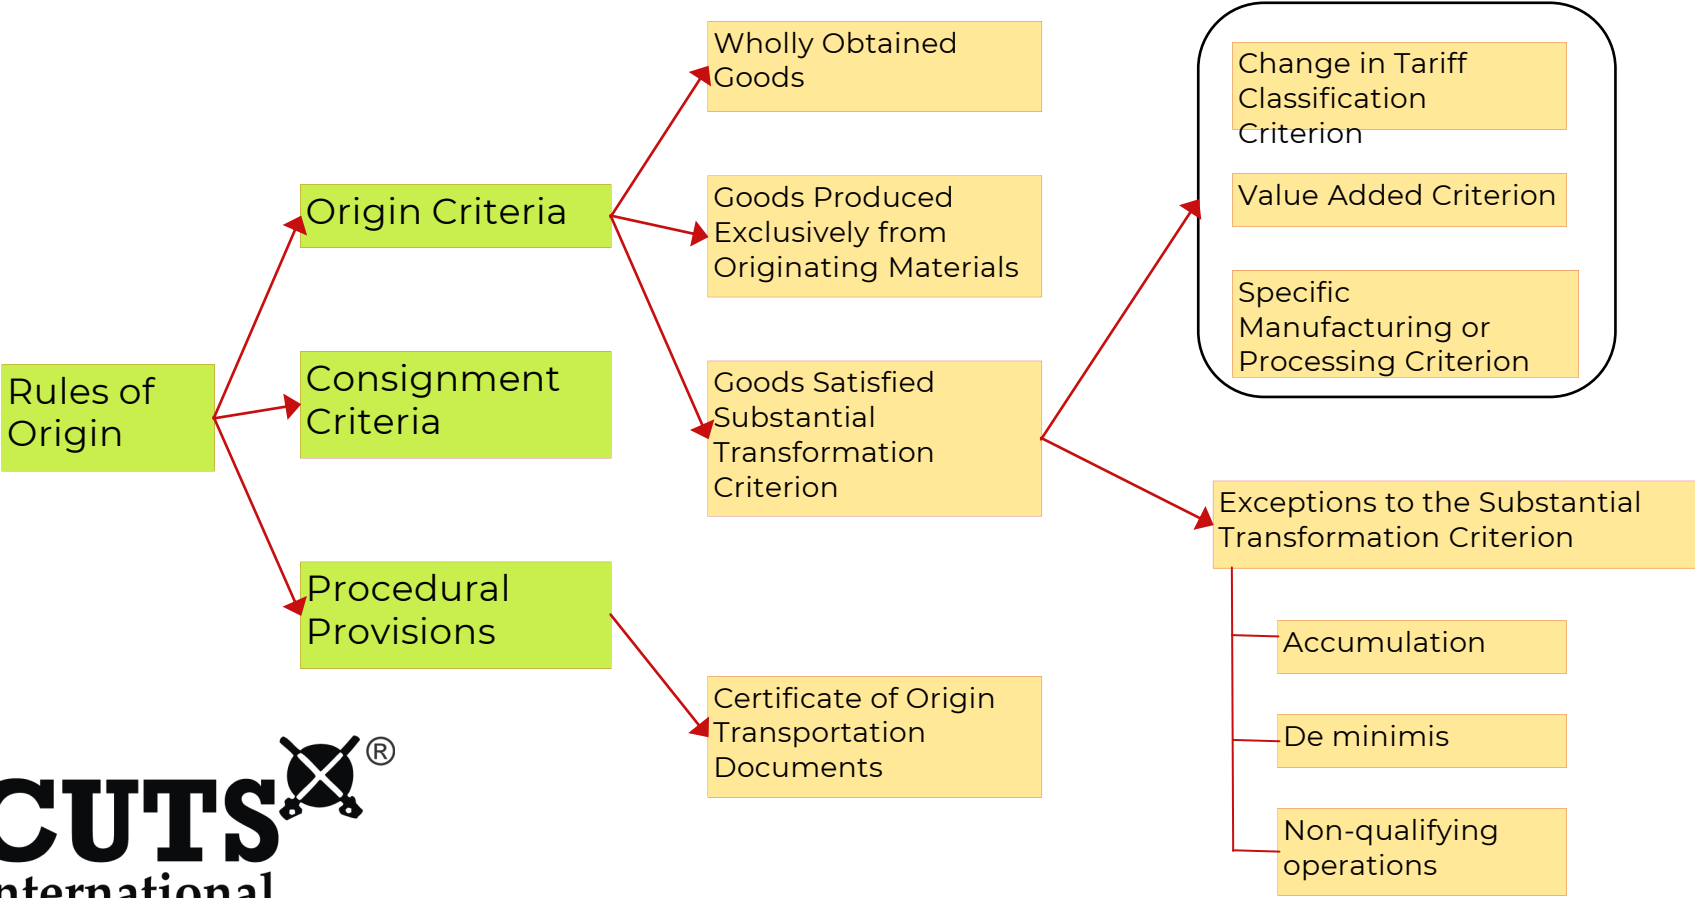 Rules of
Origin
Origin Criteria
Consignment
Criteria
Procedural
Provisions
Wholly Obtained
Goods
Goods Produced
Exclusively from
Originating Materials
Goods Satisfied
Substantial
Transformation
Criterion
Certificate of Origin
Transportation
Documents
Change in Tariff
Classification
Criterion
Value Added Criterion
Specific
Manufacturing or
Processing Criterion
Exceptions to the Substantial
Transformation Criterion
Accumulation
De minimis
Non-qualifying
operations
CUTS ®
nternational